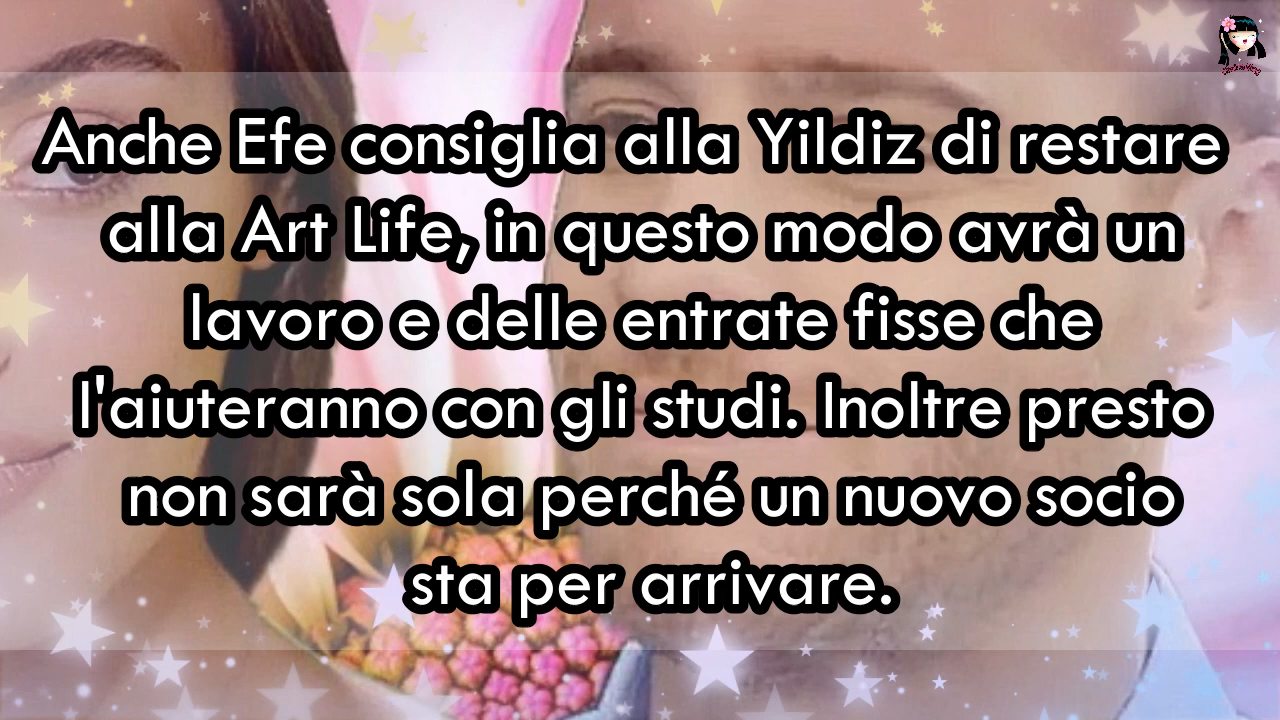 Anche Efe consiglia alla Yildiz di restare
alla Art Life, in questo modo avrà un
lavoro e delle entrate fisse che
l'aiuteranno con gli studi. Inoltre presto
non sarà sola perché un nuovo socio
sta per arrivare.